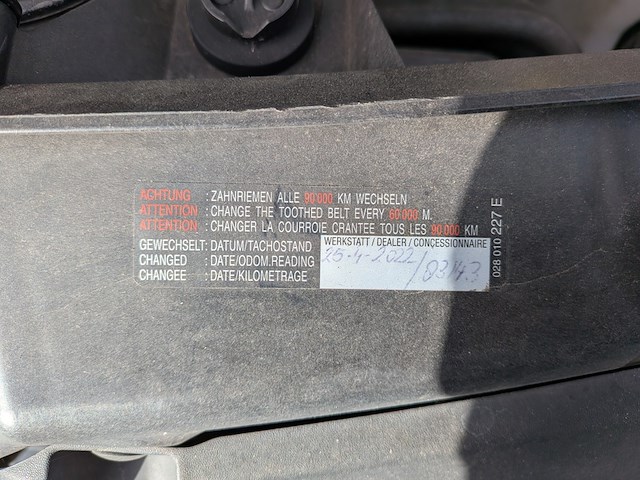 ACHTUNG : ZAHNRIEMEN ALLE 90 000 KM WECHSELN
ATTENTION : CHANGE THE TOOTHED BELT EVERY 60 000 M.
ATTENTION : CHANGER LA COURROIE CRANTEE TOUS LES 90 000 KM
GEWECHSELT: DATUM/TACHOSTAND
CHANGED : DATE/ODOM.READING
CHANGEE : DATE/KILOMETRAGE
WERKSTATT / DEALER / CONCESSIONNAIRE
25-4-2022/83143
028 010 227 E